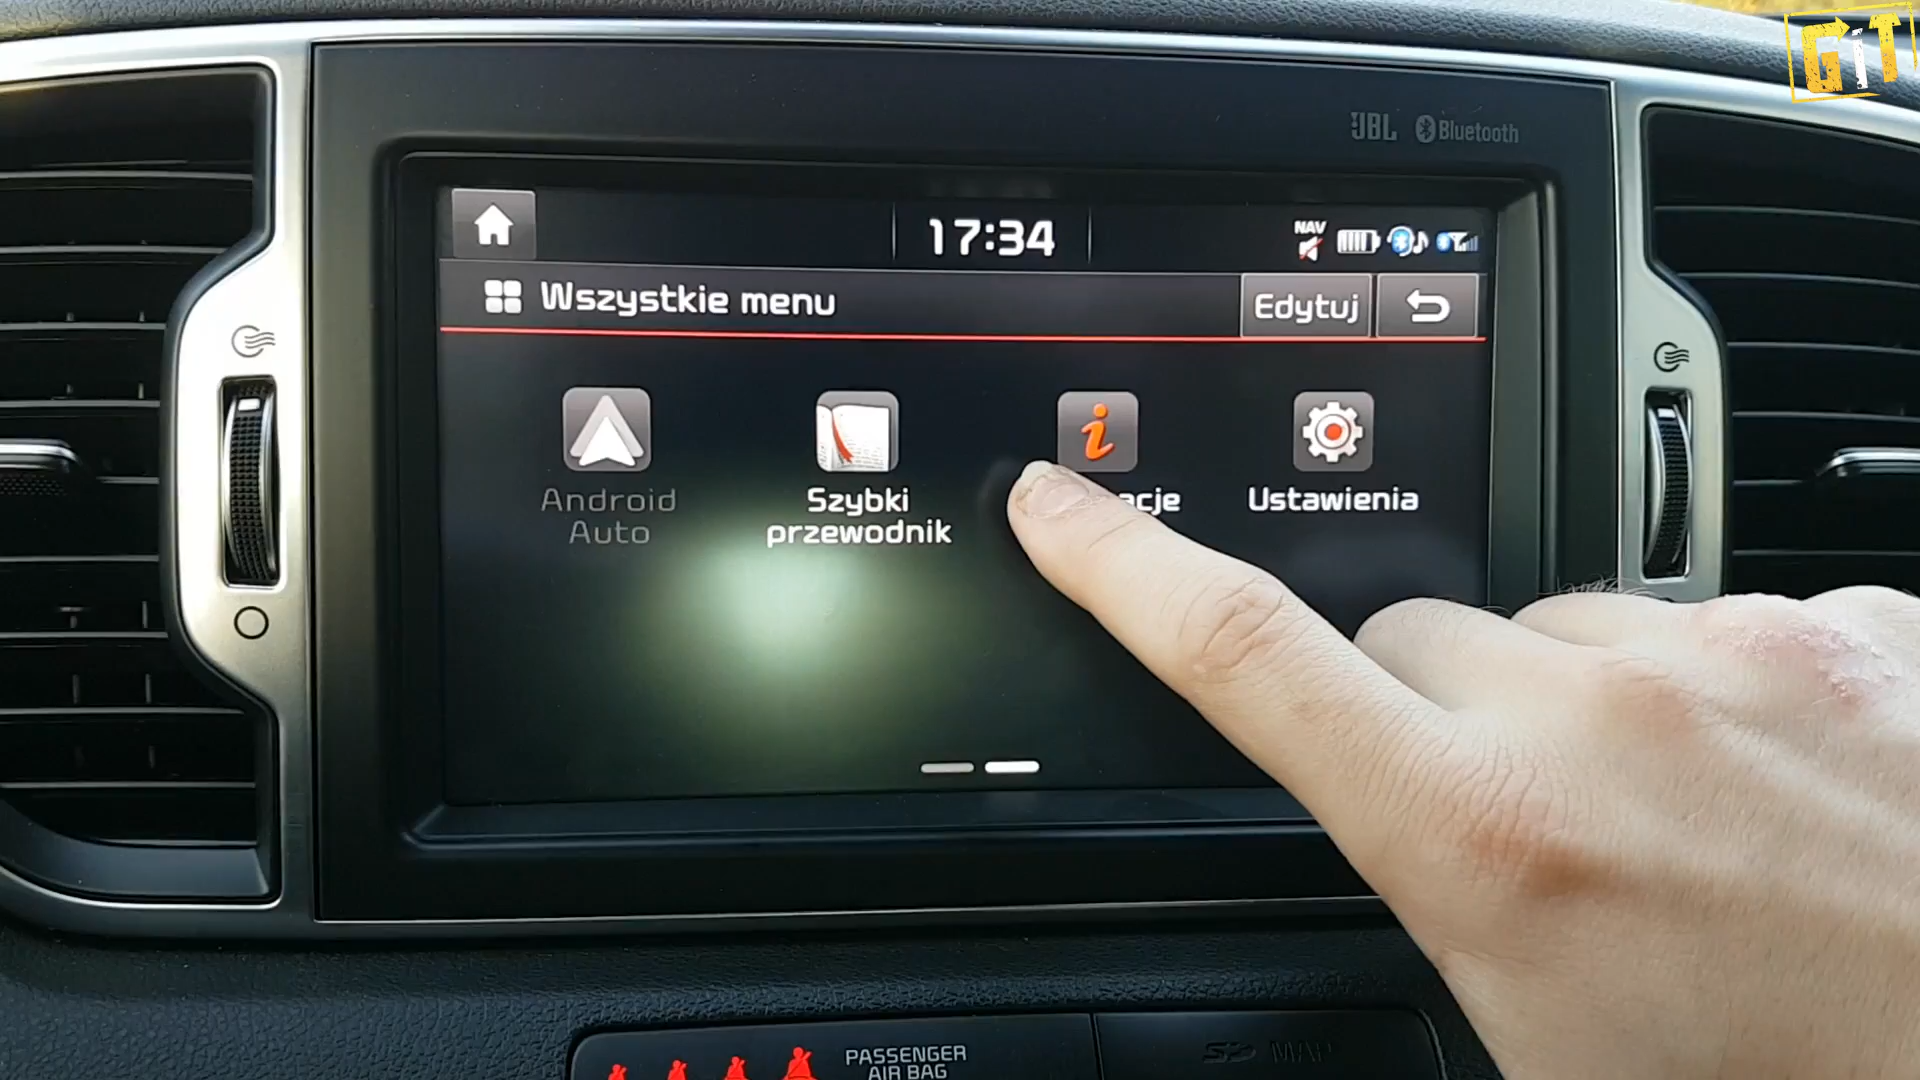 GiT
JBL Bluetooth
17:34
NAV
Wszystkie menu
Edytuj
Android
Auto
Szybki
przewodnik
acje
Ustawienia
PASSENGER
AIR BAG
MAP